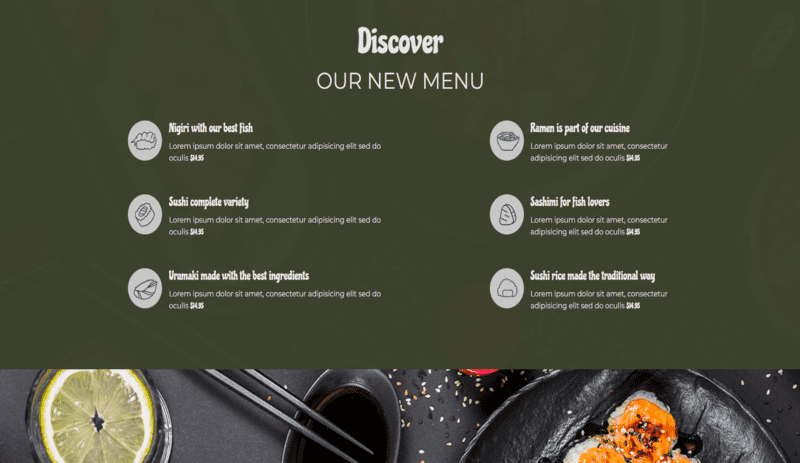 Discover
OUR NEW MENU
Nigiri with our best fish
Lorem ipsum dolor sit amet, consectetur adipisicing elit sed do
oculis $14.95
Sushi complete variety
Lorem ipsum dolor sit amet, consectetur adipisicing elit sed do
oculis $14.95
Uramaki made with the best ingredients
Lorem ipsum dolor sit amet, consectetur adipisicing elit sed do
oculis $14.95
Ramen is part of our cuisine
Lorem ipsum dolor sit amet, consectetur
adipisicing elit sed do oculis $14.95
Sashimi for fish lovers
Lorem ipsum dolor sit amet, consectetur
adipisicing elit sed do oculis $14.95
Sushi rice made the traditional way
Lorem ipsum dolor sit amet, consectetur
adipisicing elit sed do oculis $14.95